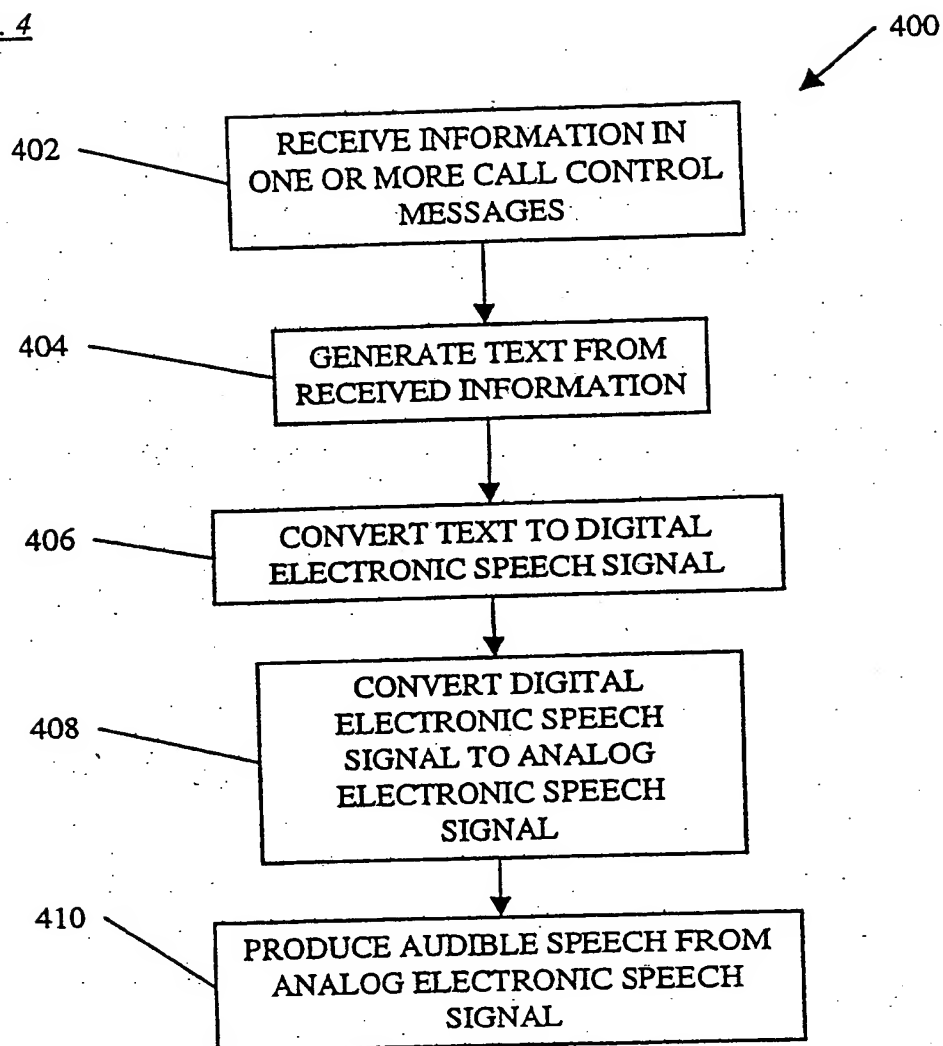 . 4
400
402
RECEIVE INFORMATION IN
ONE OR MORE CALL CONTROL
MESSAGES
404
GENERATE TEXT FROM
RECEIVED INFORMATION
406
CONVERT TEXT TO DIGITAL
ELECTRONIC SPEECH SIGNAL
408
CONVERT DIGITAL
ELECTRONIC SPEECH
SIGNAL TO ANALOG
ELECTRONIC SPEECH
SIGNAL
410
PRODUCE AUDIBLE SPEECH FROM
ANALOG ELECTRONIC SPEECH
SIGNAL